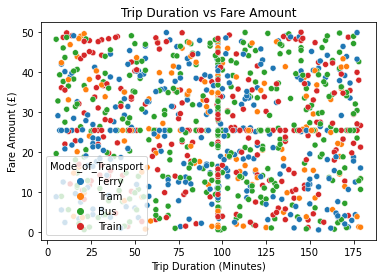 Trip Duration vs Fare Amount
50
40
30
20
10
0
Fare Amount (£)
Mode_of_Transport
Ferry
Tram
Bus
Train
0 25 50 75 100 125 150 175
Trip Duration (Minutes)